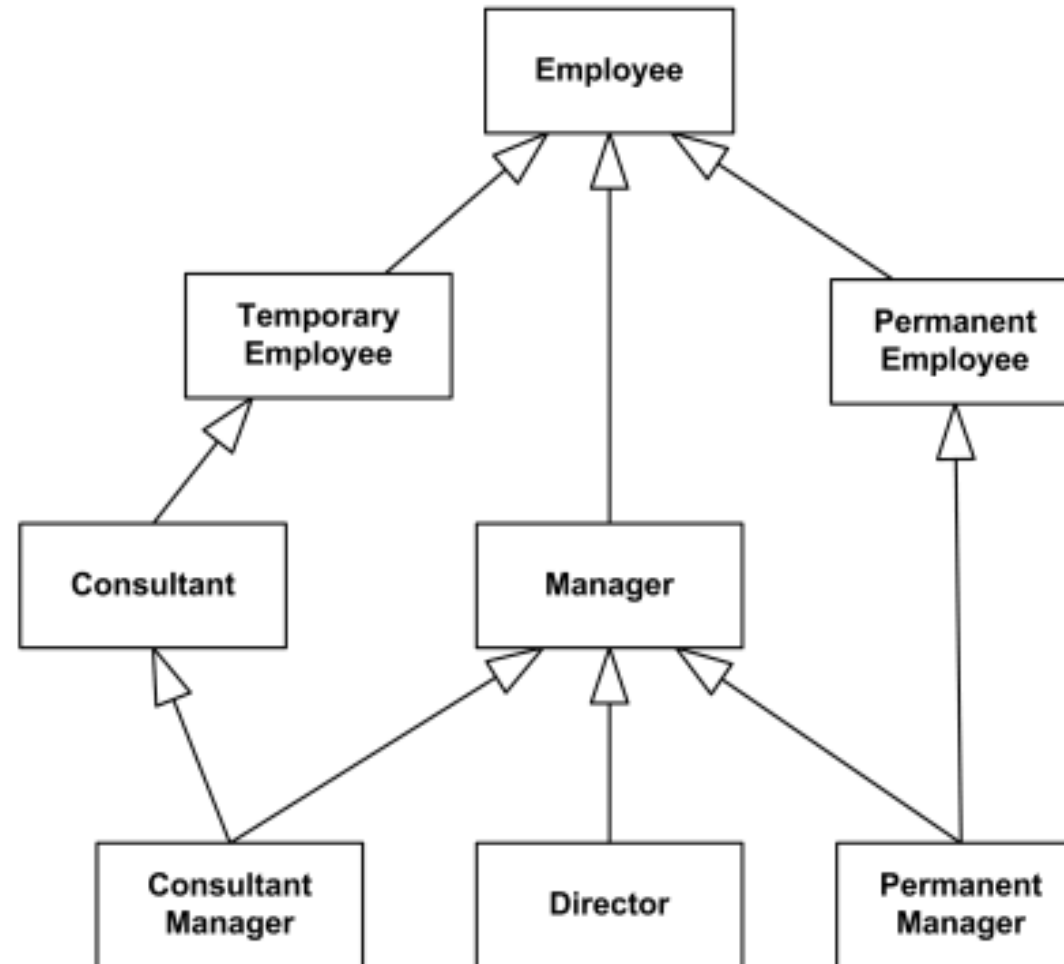 Employee
Temporary
Employee
Permanent
Employee
Consultant
Manager
Consultant
Manager
Director
Permanent
Manager